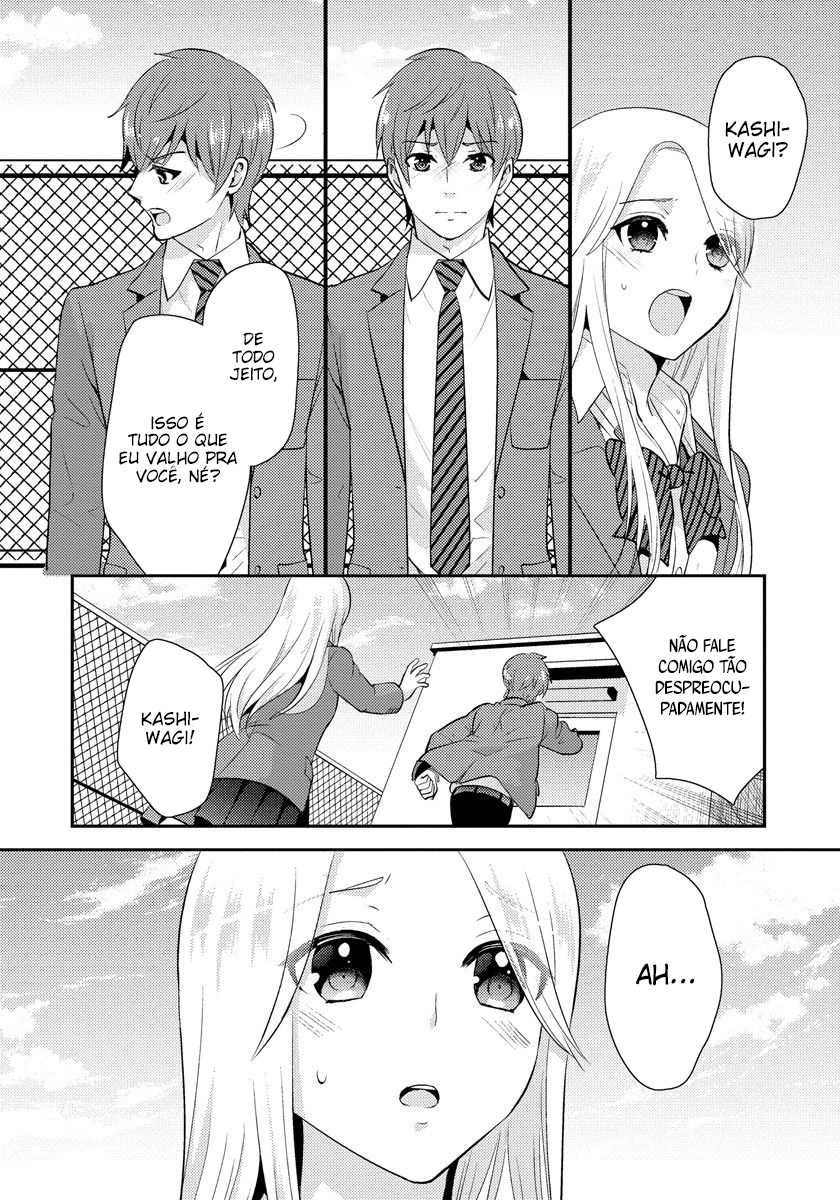 KASHI-
WAGI?
DE
TODO
JEITO,
ISSO É
TUDO O QUE
EU VALHO PRA
VOCÊ, NÉ?
NÃO FALE
COMIGO TÃO
DESPREOCU-
PADAMENTE!
KASHI-
WAGI!
AH...